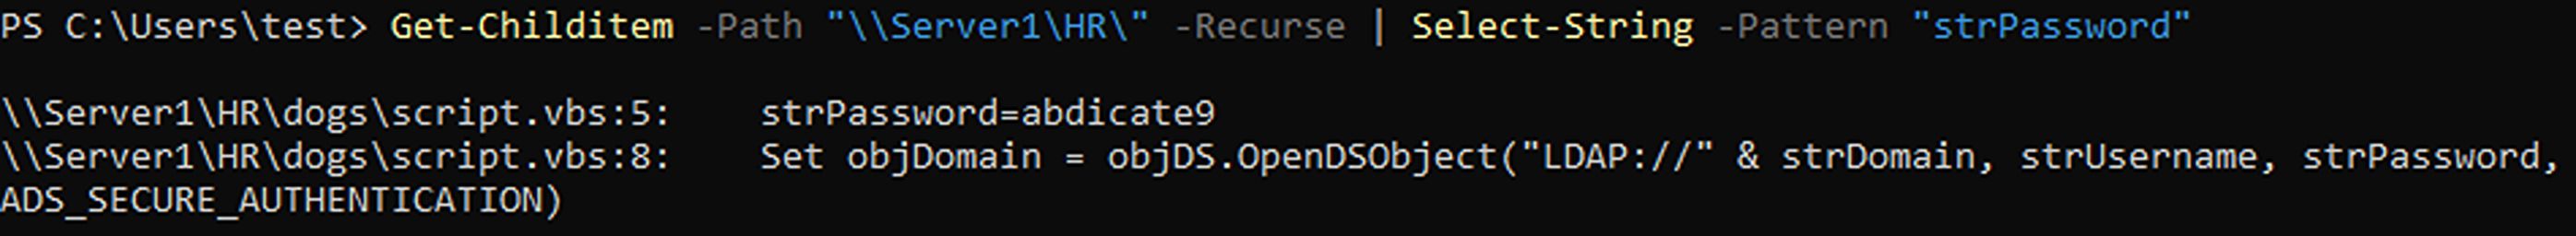 PS C:\Users\test> Get-Childitem -Path "\\Server1\HR\" -Recurse | Select-String -Pattern "strPassword"
\\Server1\HR\dogs\script.vbs:5:    strPassword=abdicate9
\\Server1\HR\dogs\script.vbs:8:    Set objDomain = objDS.OpenDSObject("LDAP://" & strDomain, strUsername, strPassword,
ADS_SECURE_AUTHENTICATION)